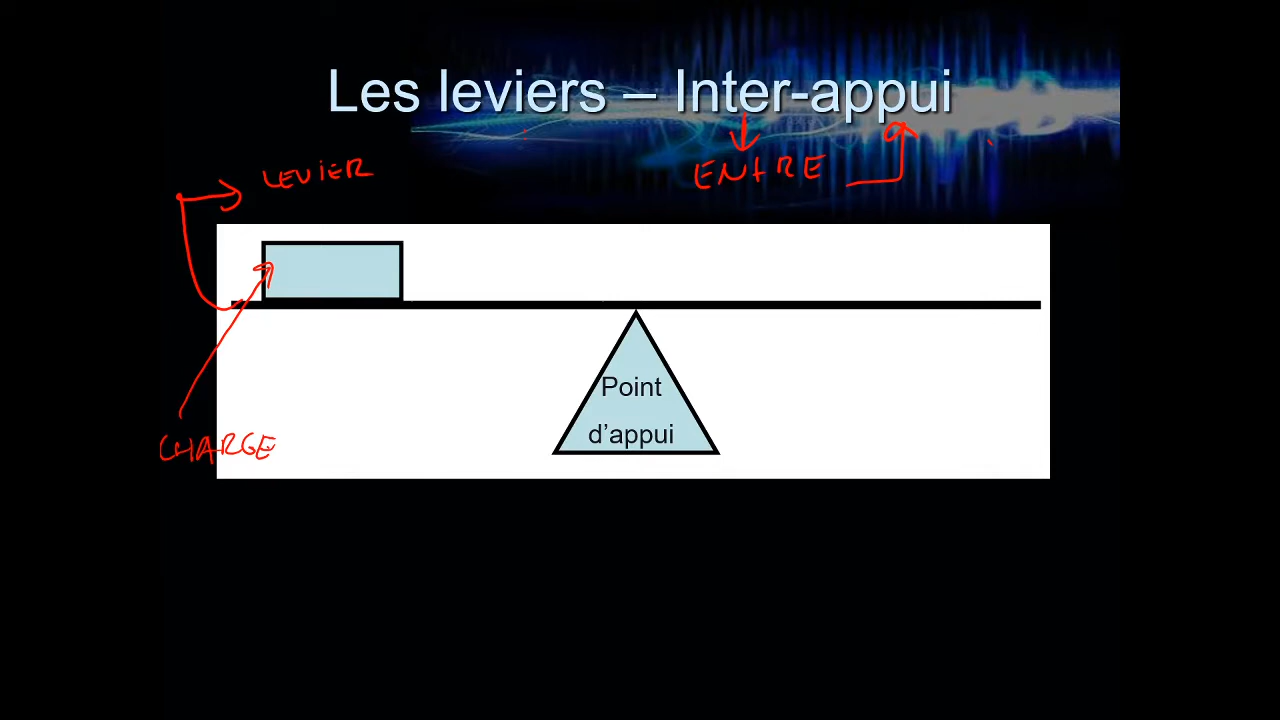 Les leviers – Inter-appui
ENTRE
LEVIER
Point
d'appui
CHARGE